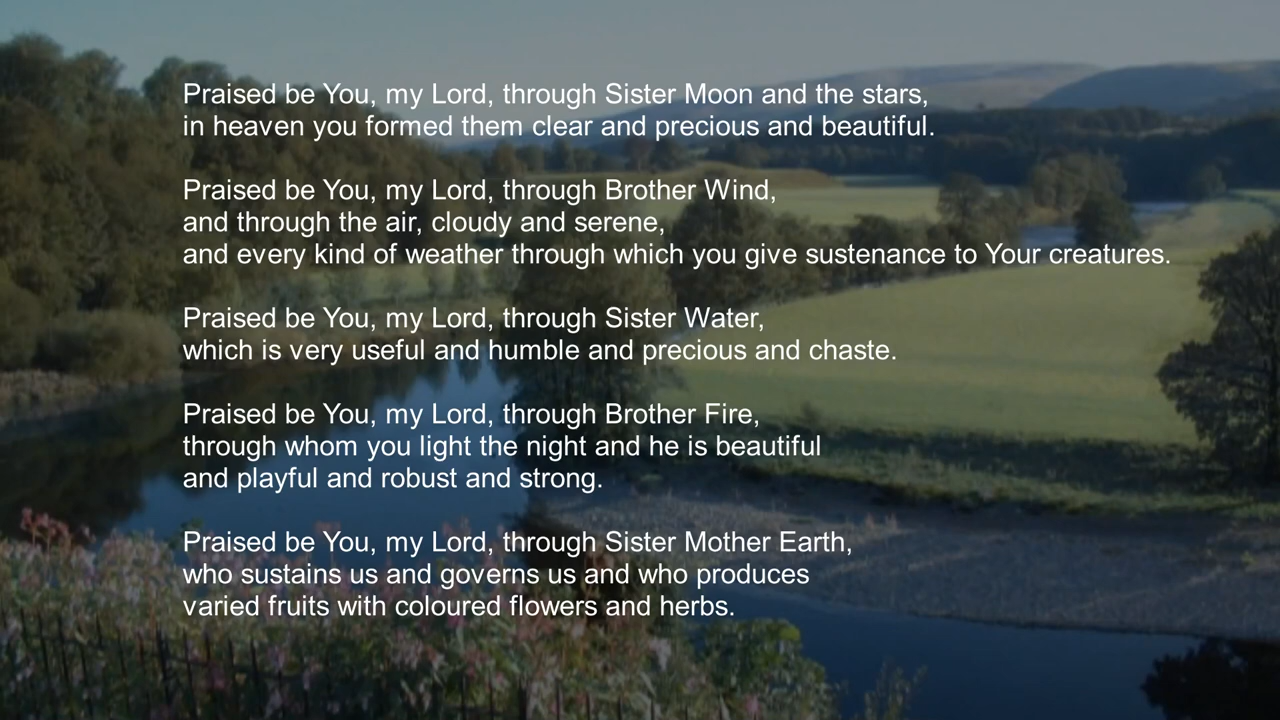 Praised be You, my Lord, through Sister Moon and the stars,
in heaven you formed them clear and precious and beautiful.
Praised be You, my Lord, through Brother Wind,
and through the air, cloudy and serene,
and every kind of weather through which you give sustenance to Your creatures.
Praised be You, my Lord, through Sister Water,
which is very useful and humble and precious and chaste.
Praised be You, my Lord, through Brother Fire,
through whom you light the night and he is beautiful
and playful and robust and strong.
Praised be You, my Lord, through Sister Mother Earth,
who sustains us and governs us and who produces
varied fruits with coloured flowers and herbs.